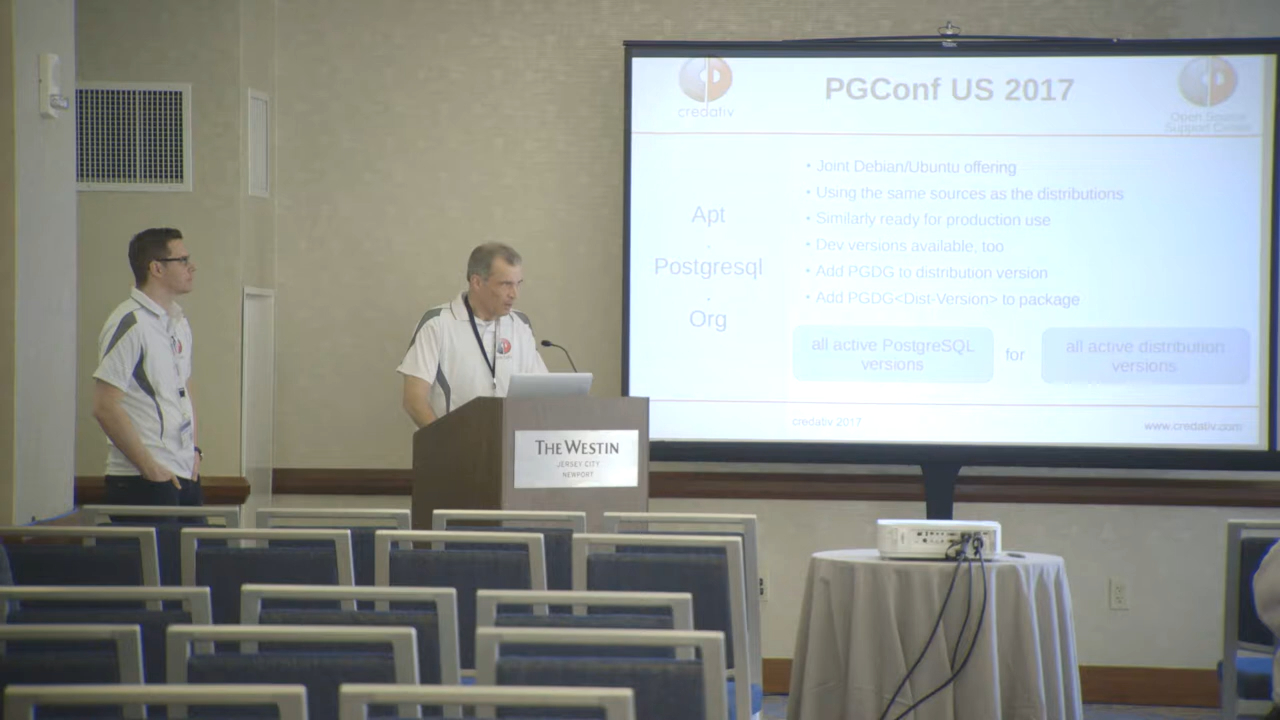 credativ
PGConf US 2017
Open Source
Support Center
Apt
.
Postgresql
.
Org
• Joint Debian/Ubuntu offering
• Using the same sources as the distributions
• Similarly ready for production use
• Dev versions available, too
• Add PGDG to distribution version
• Add PGDG<Dist-Version> to package
all active PostgreSQL
versions
for
all active distribution
versions
credativ 2017
www.credativ.com
THE WESTIN
JERSEY CITY
NEWPORT